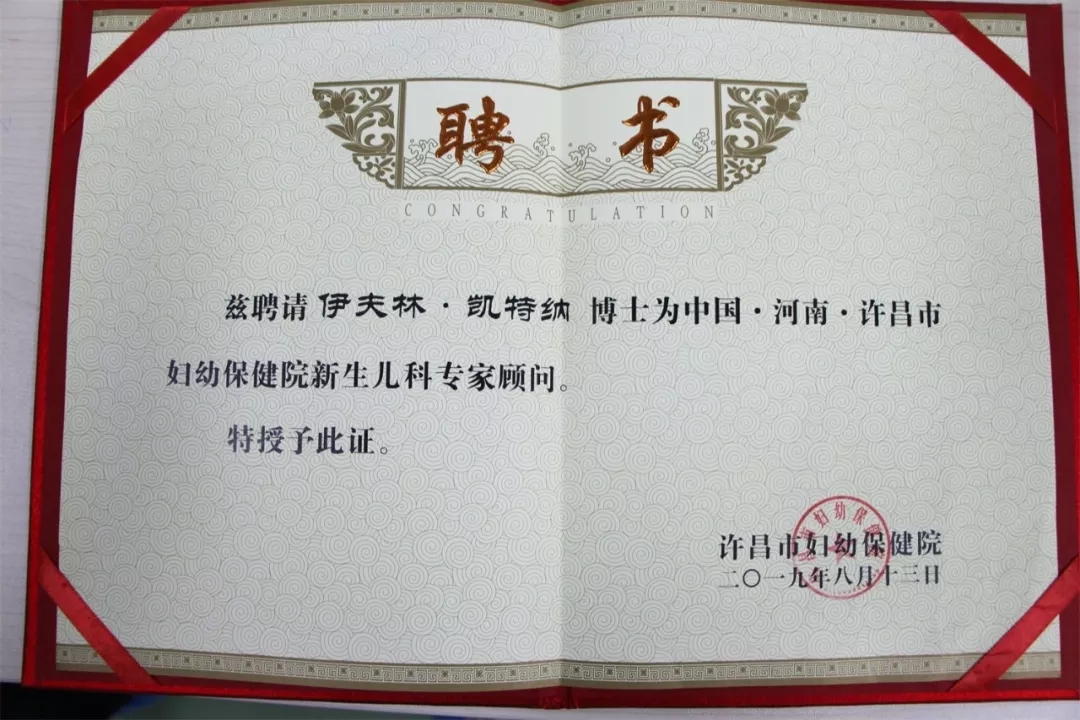 聘书
CONGRATULATION
兹聘请 伊夫林·凯特纳 博士为中国·河南·许昌市
妇幼保健院新生儿科专家顾问。
特授予此证。
许昌市妇幼保健院
二〇一九年八月十三日